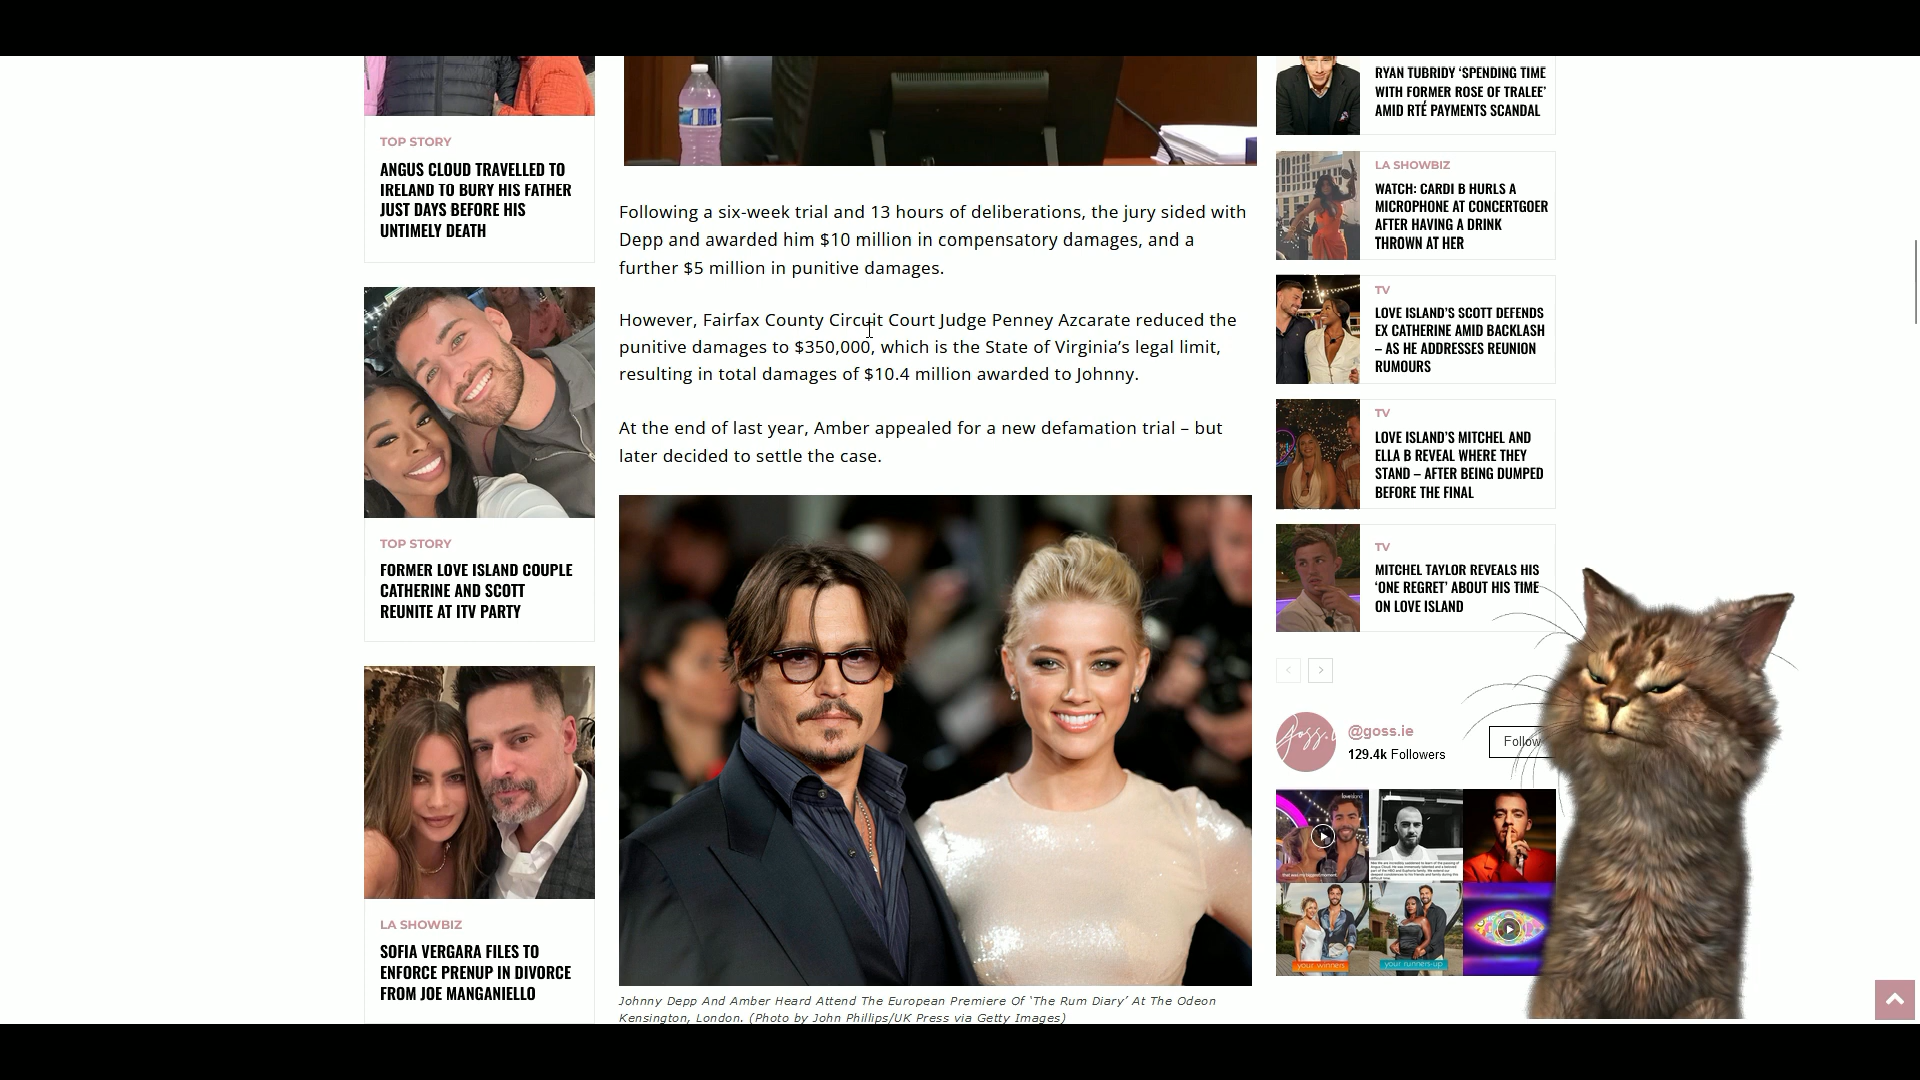 TOP STORY
ANGUS CLOUD TRAVELLED TO
IRELAND TO BURY HIS FATHER
JUST DAYS BEFORE HIS
UNTIMELY DEATH
TOP STORY
FORMER LOVE ISLAND COUPLE
CATHERINE AND SCOTT
REUNITE AT ITV PARTY
LA SHOWBIZ
SOFIA VERGARA FILES TO
ENFORCE PRENUP IN DIVORCE
FROM JOE MANGANIELLO
Following a six-week trial and 13 hours of deliberations, the jury sided with
Depp and awarded him $10 million in compensatory damages, and a
further $5 million in punitive damages.
However, Fairfax County Circuit Court Judge Penney Azcarate reduced the
punitive damages to $350,000, which is the State of Virginia’s legal limit,
resulting in total damages of $10.4 million awarded to Johnny.
At the end of last year, Amber appealed for a new defamation trial – but
later decided to settle the case.
Johnny Depp And Amber Heard Attend The European Premiere Of ‘The Rum Diary’ At The Odeon
Kensington, London. (Photo by John Phillips/UK Press via Getty Images)
RYAN TUBRIDY ‘SPENDING TIME
WITH FORMER ROSE OF TRALEE’
AMID RTÉ PAYMENTS SCANDAL
LA SHOWBIZ
WATCH: CARDI B HURLS A
MICROPHONE AT CONCERTGOER
AFTER HAVING A DRINK
THROWN AT HER
TV
LOVE ISLAND’S SCOTT DEFENDS
EX CATHERINE AMID BACKLASH
– AS HE ADDRESSES REUNION
RUMOURS
TV
LOVE ISLAND’S MITCHEL AND
ELLA B REVEAL WHERE THEY
STAND – AFTER BEING DUMPED
BEFORE THE FINAL
TV
MITCHEL TAYLOR REVEALS HIS
‘ONE REGRET’ ABOUT HIS TIME
ON LOVE ISLAND
goss.i
@goss.ie
129.4k Followers
Follow
loveisland
that was my biggest moment.
your winners
your runners-up